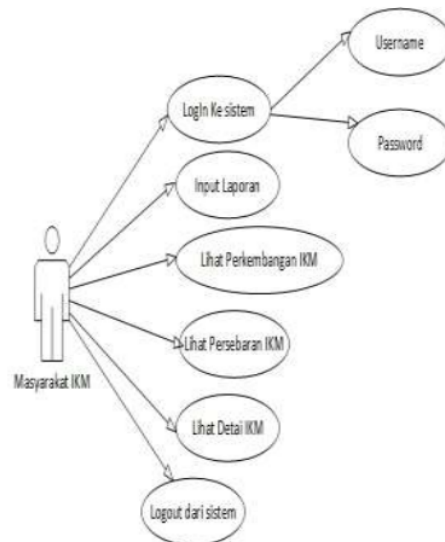 Username
LogIn Ke sistem
Password
Input Laporan
Lihat Perkembangan IKM
Lihat Persebaran IKM
Masyarakat IKM
Lihat Detai IKM
Logout dari sistem